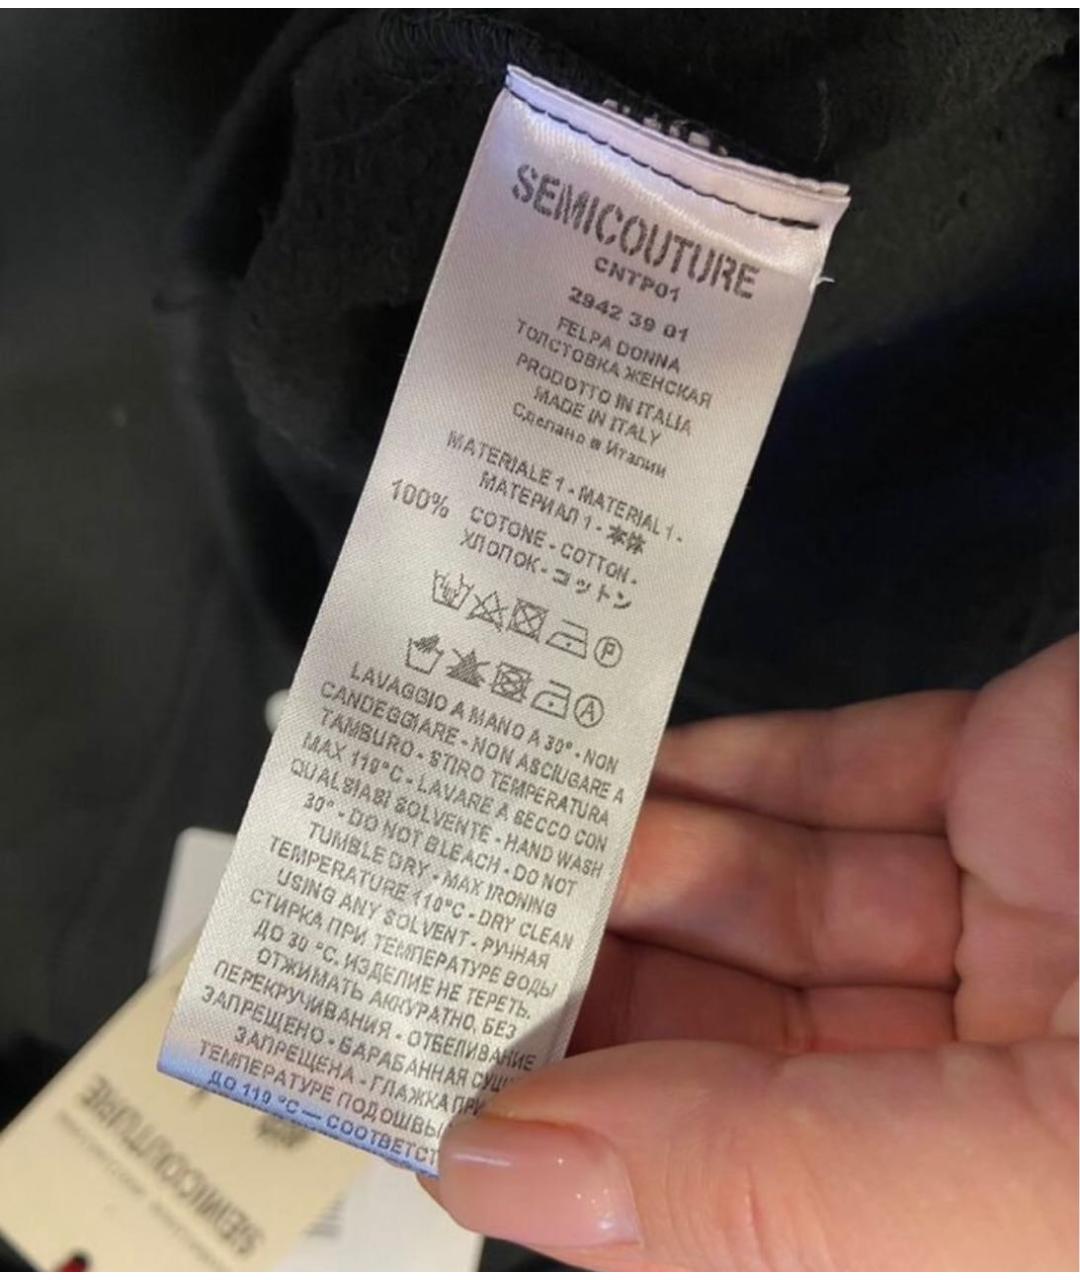 SEMICOUTURE
CNTP01
2942 39 01
FELPA DONNA
ТОЛСТОВКА ЖЕНСКАЯ
PRODOTTO IN ITALIA
MADE IN ITALY
Сделано в Италии
MATERIALE 1 - MATERIAL 1 -
МАТЕРИАЛ 1 - 本体
100% COTONE - COTTON -
ХЛОПОК - コットン
P
A
LAVAGGIO A MANO A 30° - NON
CANDEGGIARE - NON ASCIUGARE A
TAMBURO - STIRO TEMPERATURA
MAX 110°C - LAVARE A SECCO CON
QUALSIASI SOLVENTE - HAND WASH
30° - DO NOT BLEACH - DO NOT
TUMBLE DRY - MAX IRONING
TEMPERATURE 110°C - DRY CLEAN
USING ANY SOLVENT - РУЧНАЯ
СТИРКА ПРИ ТЕМПЕРАТУРЕ ВОДЫ
ДО 30 °C. ИЗДЕЛИЕ НЕ ТЕРЕТЬ.
ОТЖИМАТЬ АККУРАТНО, БЕЗ
ПЕРЕКРУЧИВАНИЯ. - ОТБЕЛИВАНИЕ
ЗАПРЕЩЕНО - БАРАБАННАЯ СУШ
ЗАПРЕЩЕНА - ГЛАЖКА ПРИ
ТЕМПЕРАТУРЕ ПОДОШВЫ
ДО 110 °C — СООТВЕТСТ
SEMICOUTURE